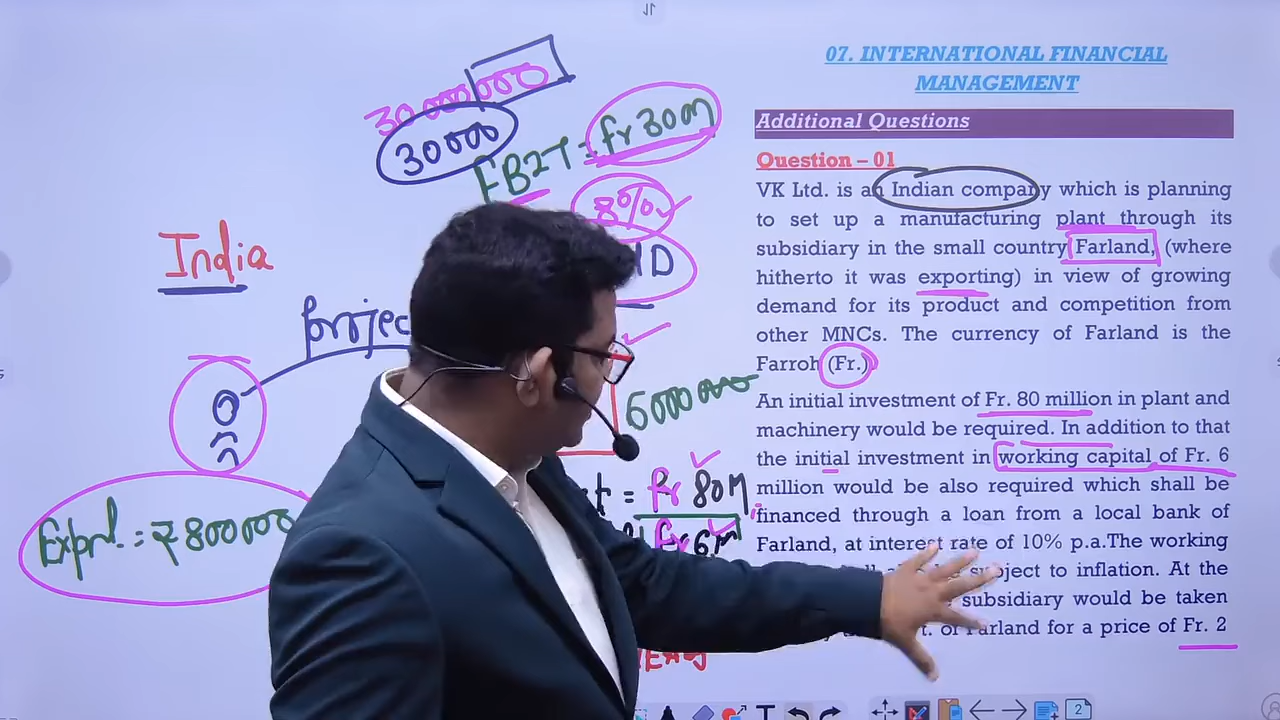 07. INTERNATIONAL FINANCIAL
MANAGEMENT
Additional Questions
Question – 01
VK Ltd. is an Indian company which is planning
to set up a manufacturing plant through its
subsidiary in the small country Farland, (where
hitherto it was exporting) in view of growing
demand for its product and competition from
other MNCs. The currency of Farland is the
Farroh (Fr.)
An initial investment of Fr. 80 million in plant and
machinery would be required. In addition to that
the initial investment in working capital of Fr. 6
million would be also required which shall be
financed through a loan from a local bank of
Farland, at interest rate of 10% p.a.The working
subject to inflation. At the
subsidiary would be taken
of Farland for a price of Fr. 2
30000000
30000
= fr 30M
8%
India
Exprt. = ₹800000
6000000
= fr 80M
6m
2